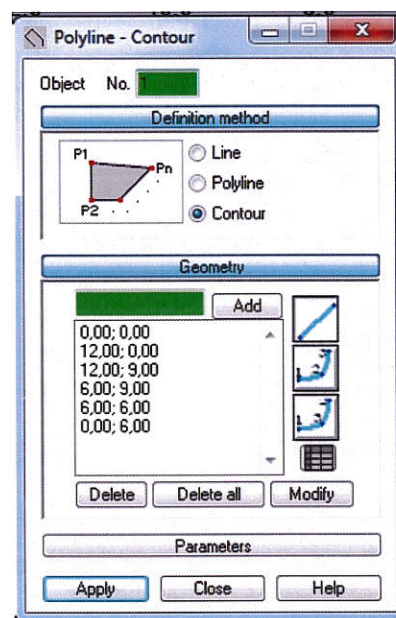 Polyline - Contour
Object No. 1
Definition method
P1
Pn
P2
Line
Polyline
Contour
Geometry
Add
0,00; 0,00
12,00; 0,00
12,00; 9,00
6,00; 9,00
6,00; 6,00
0,00; 6,00
Delete Delete all Modify
Parameters
Apply Close Help